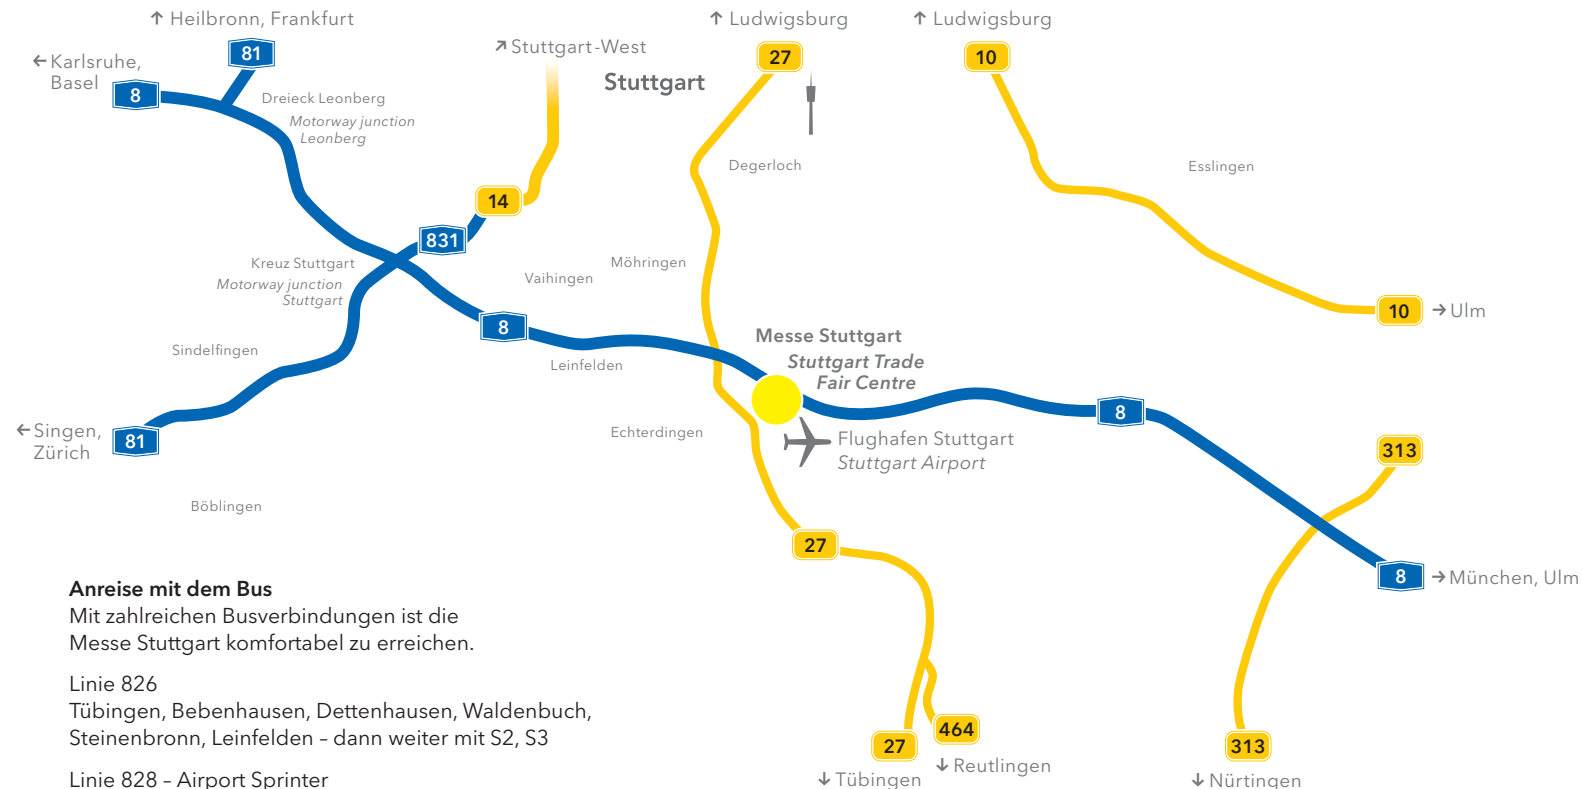 ↑ Heilbronn, Frankfurt
↑ Ludwigsburg
↑ Ludwigsburg
← Karlsruhe,
Basel
81
↗ Stuttgart-West
Stuttgart
27
10
8
Dreieck Leonberg
Motorway junction
Leonberg
Degerloch
Esslingen
14
831
Kreuz Stuttgart
Motorway junction
Stuttgart
Vaihingen
Möhringen
8
10
→ Ulm
Messe Stuttgart
Stuttgart Trade
Fair Centre
Sindelfingen
Leinfelden
8
← Singen,
Zürich
81
Echterdingen
Flughafen Stuttgart
Stuttgart Airport
313
Böblingen
27
8
→ München, Ulm
Anreise mit dem Bus
Mit zahlreichen Busverbindungen ist die
Messe Stuttgart komfortabel zu erreichen.
Linie 826
Tübingen, Bebenhausen, Dettenhausen, Waldenbuch,
Steinenbronn, Leinfelden – dann weiter mit S2, S3
Linie 828 – Airport Sprinter
27
464
313
↓ Tübingen
↓ Reutlingen
↓ Nürtingen